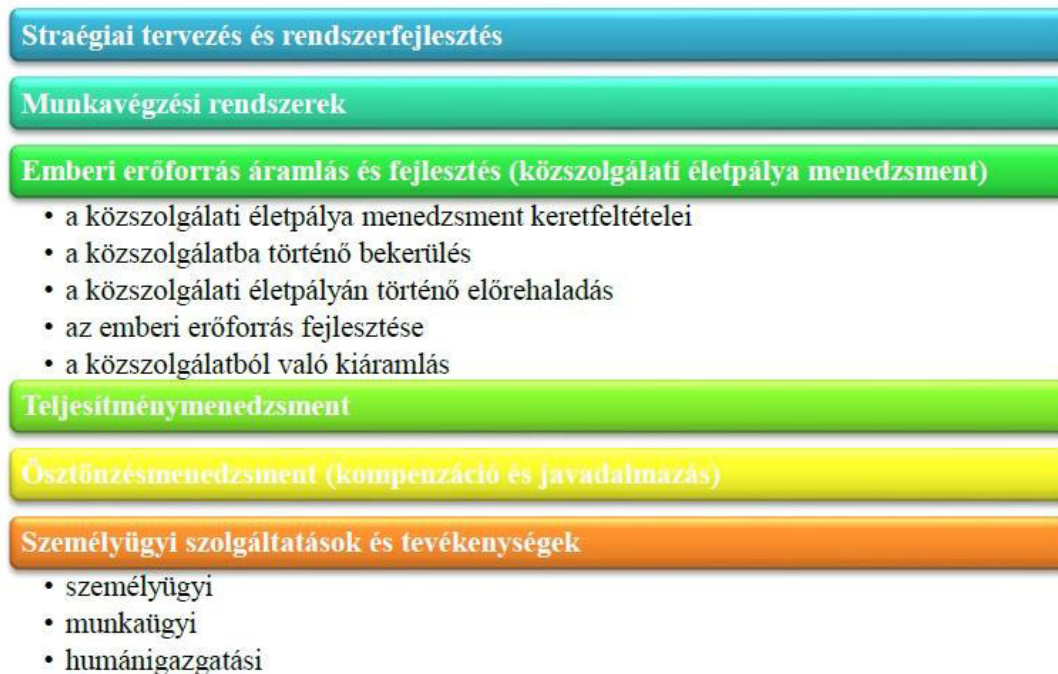 Straégiai tervezés és rendszerfejlesztés
Munkavégzési rendszerek
Emberi erőforrás áramlás és fejlesztés (közszolgálati életpálya menedzsment)
• a közszolgálati életpálya menedzsment keretfeltételei
• a közszolgálatba történő bekerülés
• a közszolgálati életpályán történő előrehaladás
• az emberi erőforrás fejlesztése
• a közszolgálatból való kiáramlás
Teljesítménymenedzsment
Ösztönzésmenedzsment (kompenzáció és javadalmazás)
Személyügyi szolgáltatások és tevékenységek
• személyügyi
• munkaügyi
• humánigazgatási